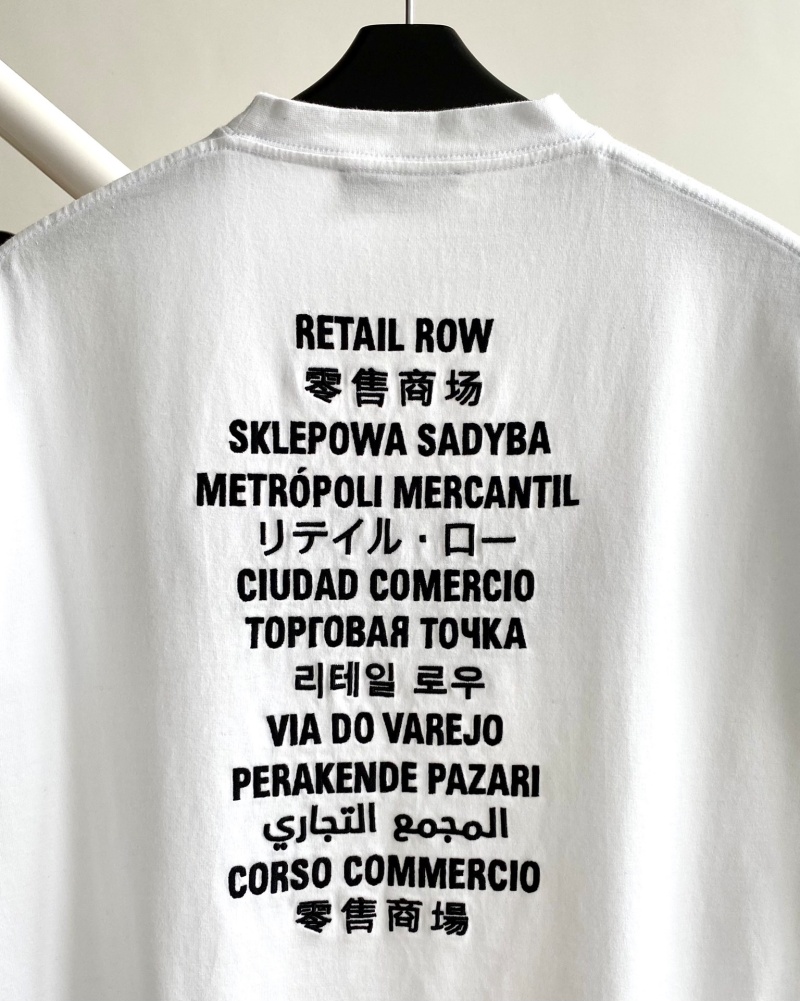 RETAIL ROW
零售商场
SKLEPOWA SADYBA
METRÓPOLI MERCANTIL
リテイル・ロー
CIUDAD COMERCIO
ТОРГОВАЯ ТОЧКА
리테일 로우
VIA DO VAREJO
PERAKENDE PAZARI
المجمع التجاري
CORSO COMMERCIO
零售商場